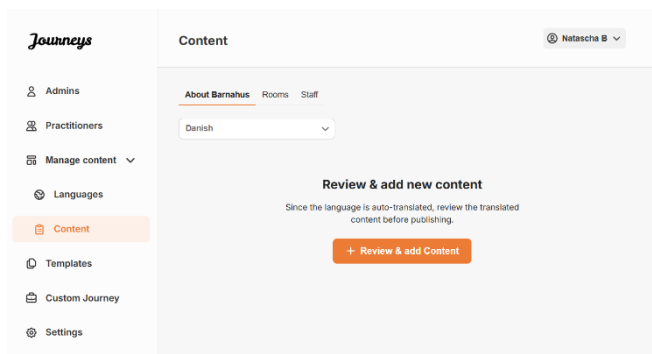 Journeys
Content
Natascha B
Admins
Practitioners
Manage content
Languages
Content
Templates
Custom Journey
Settings
About Barnahus Rooms Staff
Danish
Review & add new content
Since the language is auto-translated, review the translated
content before publishing.
+ Review & add Content